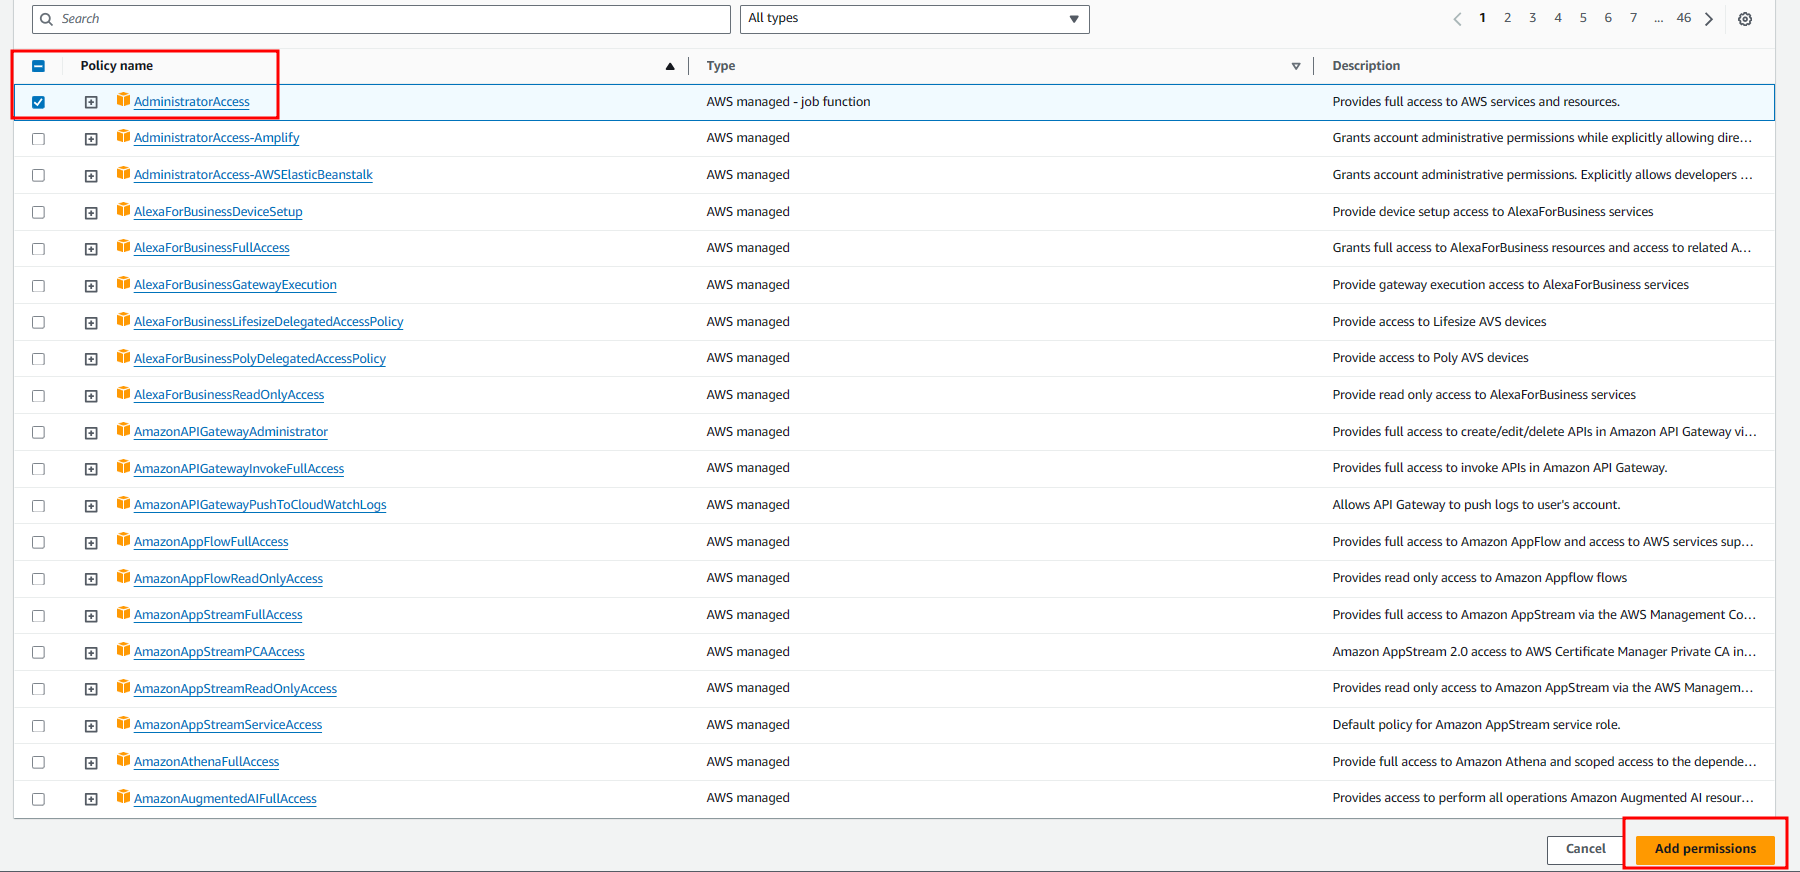 Search
All types
1 2 3 4 5 6 7 ... 46
Policy name Type Description
AdministratorAccess AWS managed - job function Provides full access to AWS services and resources.
AdministratorAccess-Amplify AWS managed Grants account administrative permissions while explicitly allowing dire...
AdministratorAccess-AWSElasticBeanstalk AWS managed Grants account administrative permissions. Explicitly allows developers ...
AlexaForBusinessDeviceSetup AWS managed Provide device setup access to AlexaForBusiness services
AlexaForBusinessFullAccess AWS managed Grants full access to AlexaForBusiness resources and access to related A...
AlexaForBusinessGatewayExecution AWS managed Provide gateway execution access to AlexaForBusiness services
AlexaForBusinessLifesizeDelegatedAccessPolicy AWS managed Provide access to Lifesize AVS devices
AlexaForBusinessPolyDelegatedAccessPolicy AWS managed Provide access to Poly AVS devices
AlexaForBusinessReadOnlyAccess AWS managed Provide read only access to AlexaForBusiness services
AmazonAPIGatewayAdministrator AWS managed Provides full access to create/edit/delete APIs in Amazon API Gateway vi...
AmazonAPIGatewayInvokeFullAccess AWS managed Provides full access to invoke APIs in Amazon API Gateway.
AmazonAPIGatewayPushToCloudWatchLogs AWS managed Allows API Gateway to push logs to user's account.
AmazonAppFlowFullAccess AWS managed Provides full access to Amazon AppFlow and access to AWS services sup...
AmazonAppFlowReadOnlyAccess AWS managed Provides read only access to Amazon Appflow flows
AmazonAppStreamFullAccess AWS managed Provides full access to Amazon AppStream via the AWS Management Co...
AmazonAppStreamPCAAccess AWS managed Amazon AppStream 2.0 access to AWS Certificate Manager Private CA in...
AmazonAppStreamReadOnlyAccess AWS managed Provides read only access to Amazon AppStream via the AWS Managem...
AmazonAppStreamServiceAccess AWS managed Default policy for Amazon AppStream service role.
AmazonAthenaFullAccess AWS managed Provide full access to Amazon Athena and scoped access to the depende...
AmazonAugmentedAIFullAccess AWS managed Provides access to perform all operations Amazon Augmented AI resour...
Cancel Add permissions